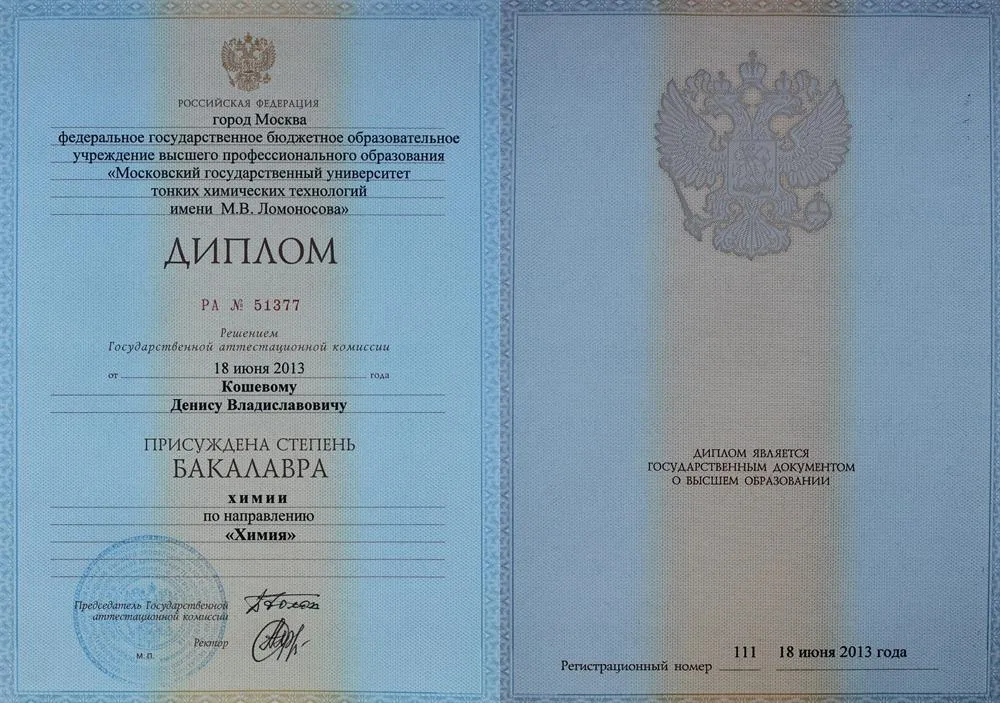 РОССИЙСКАЯ ФЕДЕРАЦИЯ
город Москва
федеральное государственное бюджетное образовательное
учреждение высшего профессионального образования
«Московский государственный университет
тонких химических технологий
имени М.В. Ломоносова»
ДИПЛОМ
РА № 51377
Решением
Государственной аттестационной комиссии
от 18 июня 2013 года
Кошевому
Денису Владиславовичу
ПРИСУЖДЕНА СТЕПЕНЬ
БАКАЛАВРА
химии
по направлению
«Химия»
Председатель Государственной
аттестационной комиссии
Ректор
М.П.
ДИПЛОМ ЯВЛЯЕТСЯ
ГОСУДАРСТВЕННЫМ ДОКУМЕНТОМ
О ВЫСШЕМ ОБРАЗОВАНИИ
Регистрационный номер 111 18 июня 2013 года